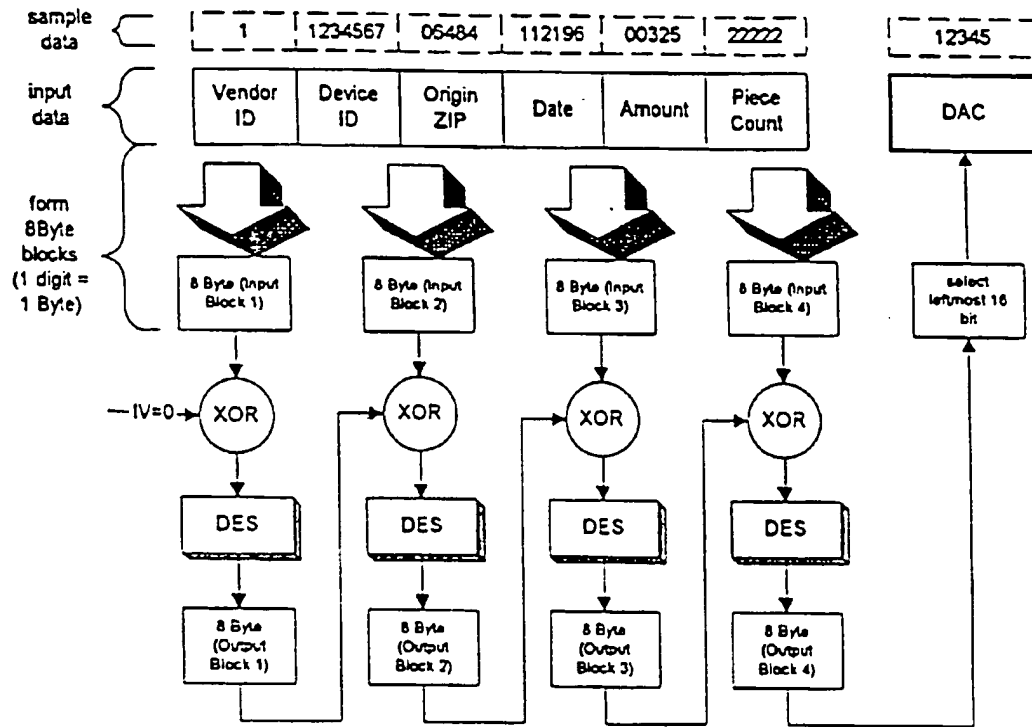 sample
data
1 1234567 06484 112196 00325 22222 12345
input
data
Vendor
ID
Device
ID
Origin
ZIP
Date
Amount
Piece
Count
DAC
form
8Byte
blocks
(1 digit =
1 Byte)
8 Byte (Input
Block 1)
8 Byte (Input
Block 2)
8 Byte (Input
Block 3)
8 Byte (Input
Block 4)
select
leftmost 16
bit
IV=0
XOR
XOR
XOR
XOR
DES
DES
DES
DES
8 Byte
(Output
Block 1)
8 Byte
(Output
Block 2)
8 Byte
(Output
Block 3)
8 Byte
(Output
Block 4)